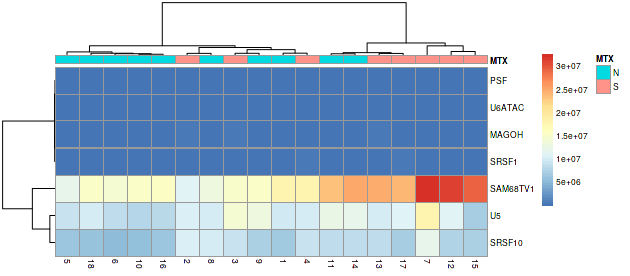 MTX
PSF
U6ATAC
MAGOH
SRSF1
SAM68TV1
U5
SRSF10
5 18 6 10 16 2 8 3 9 1 4 11 14 13 17 7 12 15
3e+07
2.5e+07
2e+07
1.5e+07
1e+07
5e+06
MTX
N
S